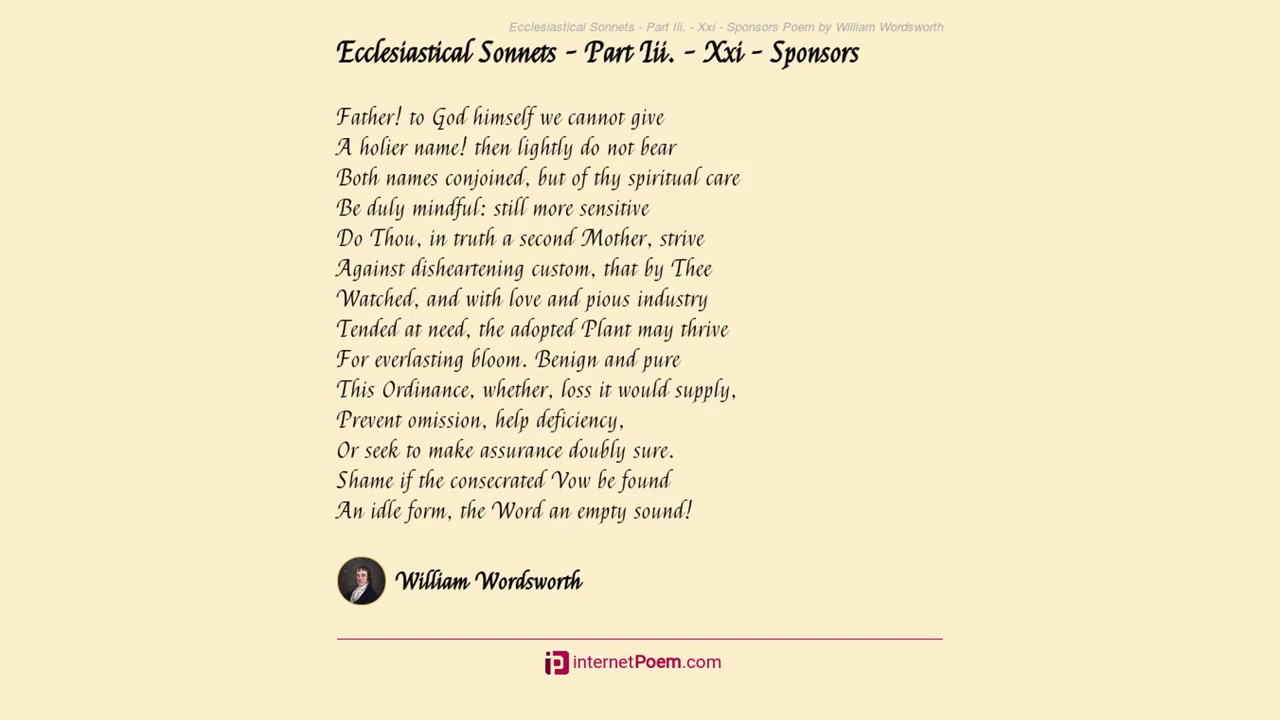 Ecclesiastical Sonnets - Part Iii. - Xxi - Sponsors Poem by William Wordsworth
Ecclesiastical Sonnets - Part Iii. - Xxi - Sponsors
Father! to God himself we cannot give
A holier name! then lightly do not bear
Both names conjoined, but of thy spiritual care
Be duly mindful: still more sensitive
Do Thou, in truth a second Mother, strive
Against disheartening custom, that by Thee
Watched, and with love and pious industry
Tended at need, the adopted Plant may thrive
For everlasting bloom. Benign and pure
This Ordinance, whether, loss it would supply,
Prevent omission, help deficiency,
Or seek to make assurance doubly sure.
Shame if the consecrated Vow be found
An idle form, the Word an empty sound!
William Wordsworth
ip internetPoem.com